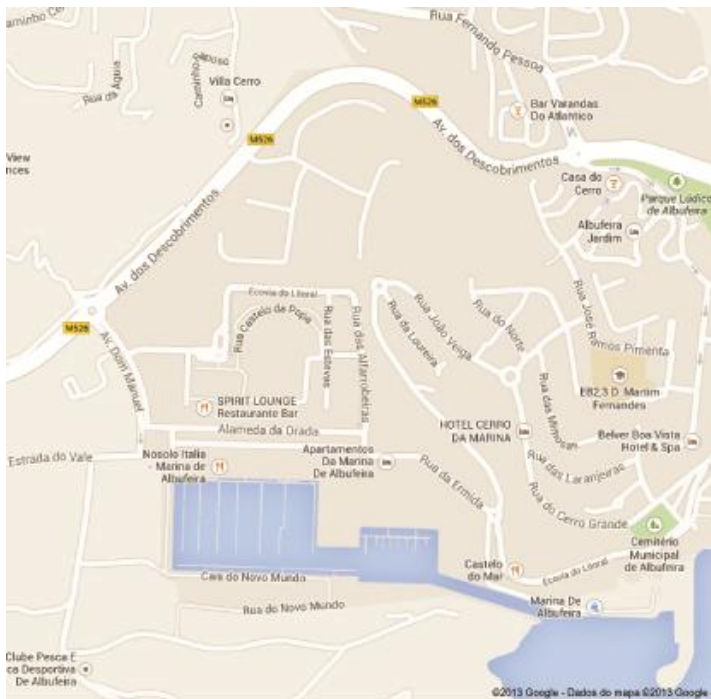 Caminho Ce
Rua da Águia
Caminho
Raposo
Villa Cerro
Rua Fernando Pessoa
M526
M526
Bar Varandas
Do Atlantico
View
nces
Av. dos Descobrimentos
Av. dos Descobrimentos
Casa do
Cerro
Parque Lúdico
de Albufeira
Albufeira
Jardim
M526
Av. Dom Manuel
Ecovia do Litoral
Rua Castelo de Popa
Rua das Estevas
Rua das Alfarrobeiras
Rua da Loureira
Rua João Veiga
Rua do Norte
Rua José Ramos Pimenta
EB2,3 D. Martim
Fernandes
SPIRIT LOUNGE
Restaurante Bar
Alameda da Orada
HOTEL CERRO
DA MARINA
Rua das Mimosas
Belver Boa Vista
Hotel & Spa
Estrada do Vale
Nosolo Italia
- Marina de
Albufeira
Apartamentos
Da Marina
De Albufeira
Rua da Ermida
Rua das Laranjeiras
Rua do Cerro Grande
Cemitério
Municipal
de Albufeira
Cais do Novo Mundo
Castelo
do Mar
Ecovia do Litoral
Rua do Novo Mundo
Marina De
Albufeira
Clube Pesca E
ca Desportiva
De Albufeira
©2013 Google - Dados do mapa ©2013 Google